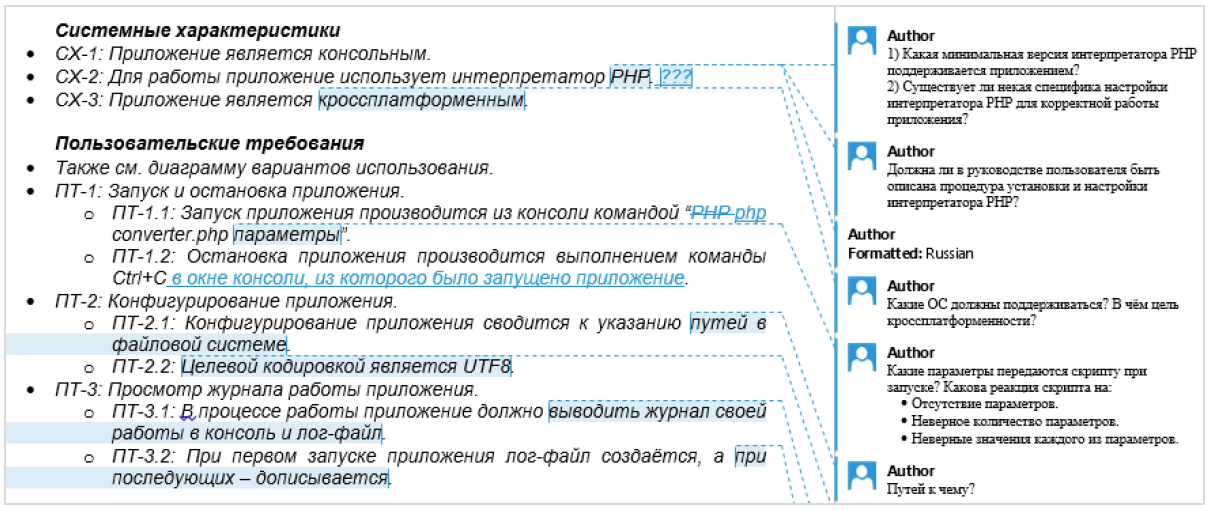 Системные характеристики
• СХ-1: Приложение является консольным.
• СХ-2: Для работы приложение использует интерпретатор PHP. ???
• СХ-3: Приложение является кроссплатформенным.
Пользовательские требования
• Также см. диаграмму вариантов использования.
• ПТ-1: Запуск и остановка приложения.
o ПТ-1.1: Запуск приложения производится из консоли командой “PHP php
converter.php параметры”.
o ПТ-1.2: Остановка приложения производится выполнением команды
Ctrl+C в окне консоли, из которого было запущено приложение.
• ПТ-2: Конфигурирование приложения.
o ПТ-2.1: Конфигурирование приложения сводится к указанию путей в
файловой системе.
o ПТ-2.2: Целевой кодировкой является UTF8.
• ПТ-3: Просмотр журнала работы приложения.
o ПТ-3.1: В процессе работы приложение должно выводить журнал своей
работы в консоль и лог-файл.
o ПТ-3.2: При первом запуске приложения лог-файл создаётся, а при
последующих – дописывается.
Author
1) Какая минимальная версия интерпретатора PHP
поддерживается приложением?
2) Существует ли некая специфика настройки
интерпретатора PHP для корректной работы
приложения?
Author
Должна ли в руководстве пользователя быть
описана процедура установки и настройки
интерпретатора PHP?
Author
Formatted: Russian
Author
Какие ОС должны поддерживаться? В чём цель
кроссплатформенности?
Author
Какие параметры передаются скрипту при
запуске? Какова реакция скрипта на:
• Отсутствие параметров.
• Неверное количество параметров.
• Неверные значения каждого из параметров.
Author
Путей к чему?